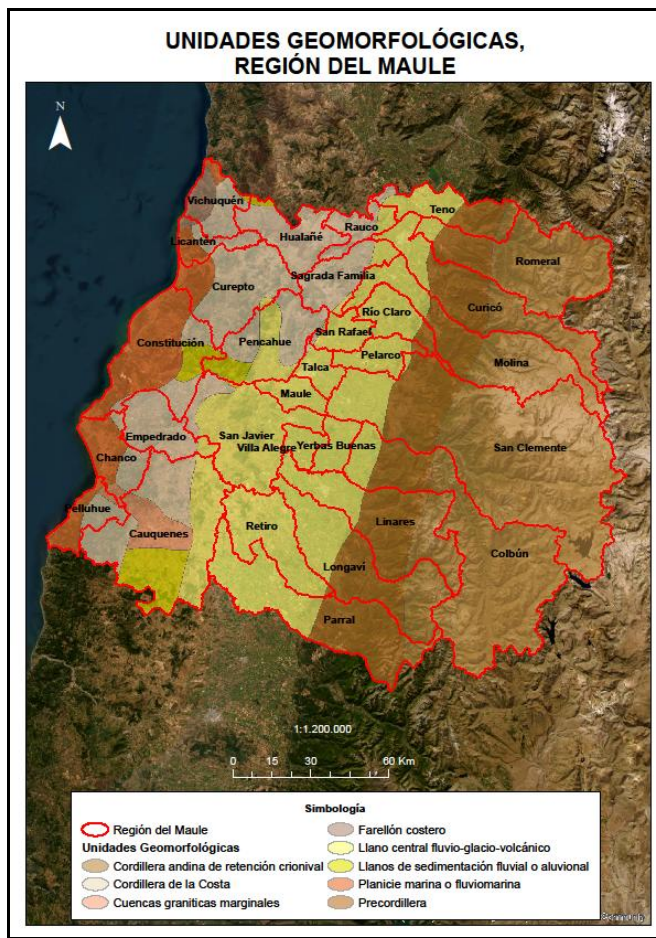 UNIDADES GEOMORFOLÓGICAS,
REGIÓN DEL MAULE
N
Vichuquén
Teno
Rauco
Hualañé
Licantén
Romeral
Sagrada Familia
Curepto
Curicó
Río Claro
San Rafael
Constitución
Pencahue
Pelarco
Molina
Talca
Maule
Empedrado
San Javier
Villa Alegre
Yerbas Buenas
San Clemente
Chanco
Pelluhue
Cauquenes
Retiro
Linares
Colbún
Longaví
Parral
1:1.200.000
0 15 30 60 Km
Simbología
Región del Maule
Unidades Geomorfológicas
Cordillera andina de retención crionival
Cordillera de la Costa
Cuencas graniticas marginales
Farellón costero
Llano central fluvio-glacio-volcánico
Llanos de sedimentación fluvial o aluvional
Planicie marina o fluviomarina
Precordillera